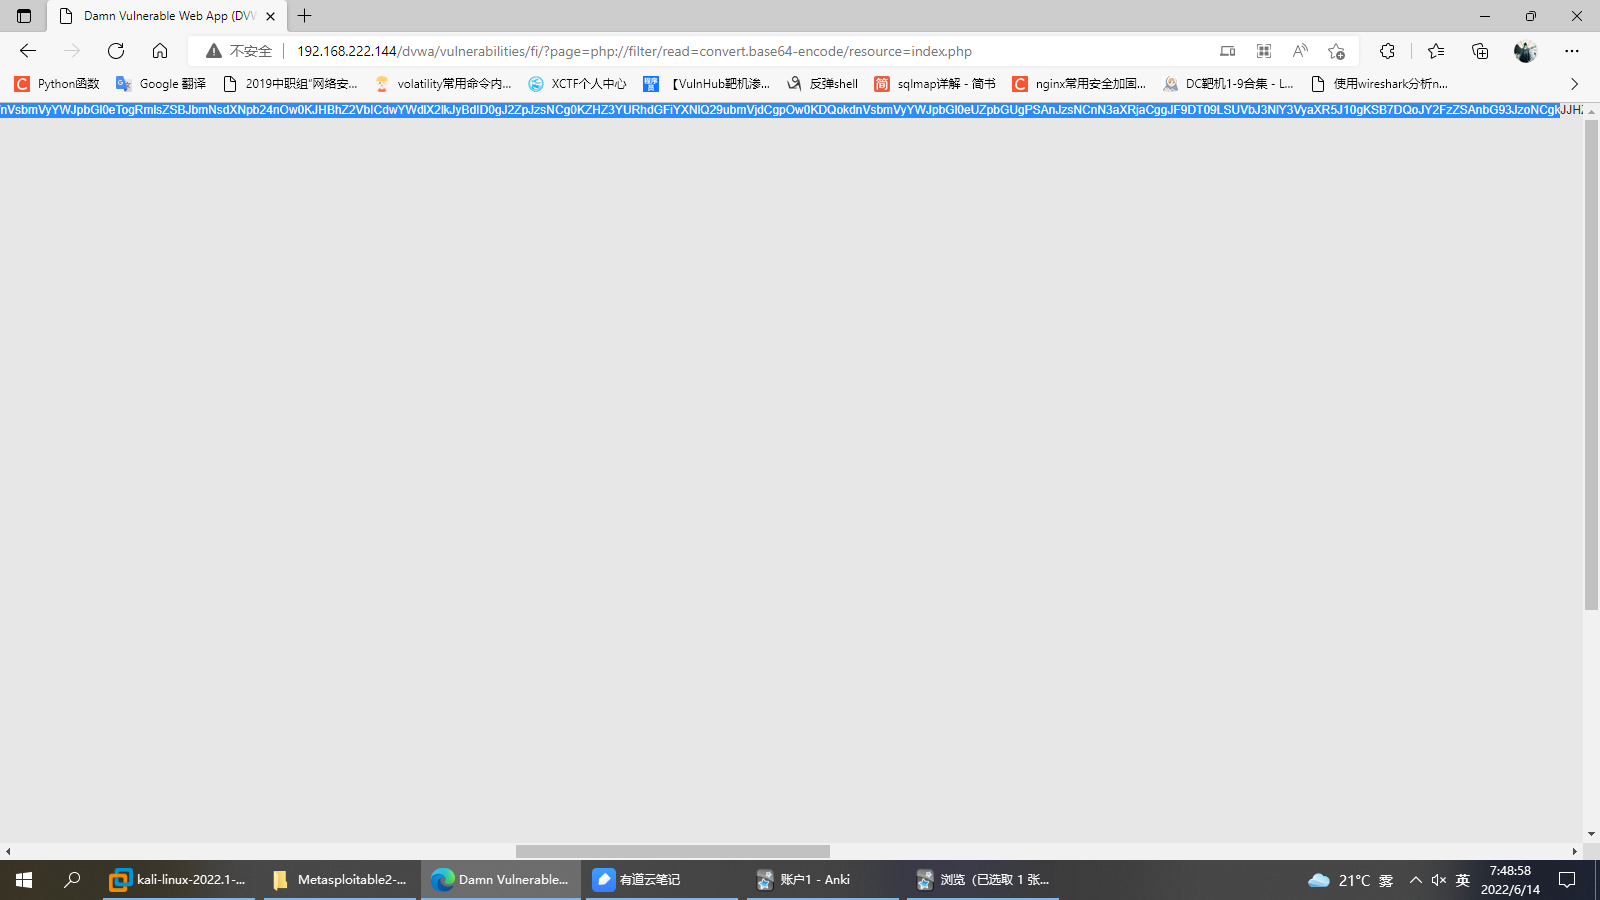 Damn Vulnerable Web App (DVW
不安全
192.168.222.144/dvwa/vulnerabilities/fi/?page=php://filter/read=convert.base64-encode/resource=index.php
Python函数
Google 翻译
2019中职组“网络安...
volatility常用命令内...
XCTF个人中心
【VulnHub靶机渗...
反弹shell
sqlmap详解 - 简书
nginx常用安全加固...
DC靶机1-9合集 - L...
使用wireshark分析n...
nVsbmVyYWJpbGl0eTogRmlsZSBJbmNsdXNpb24nOw0KJHBhZ2VbICdwYWdlX2lkJyBdID0gJ2ZpJzsNCg0KZHZ3YURhdGFiYXNlQ29ubmVjdCgpOw0KDQokdnVsbmVyYWJpbGl0eUZpbGUgPSAnJzsNCnN3aXRjaCggJF9DT09LSUVbJ3NlY3VyaXR5J10gKSB7DQoJY2FzZSAnbG93JzoNCgkJJHZ
kali-linux-2022.1-...
Metasploitable2-...
Damn Vulnerable...
有道云笔记
账户1 - Anki
浏览（已选取 1 张...
21°C 雾
英
7:48:58
2022/6/14